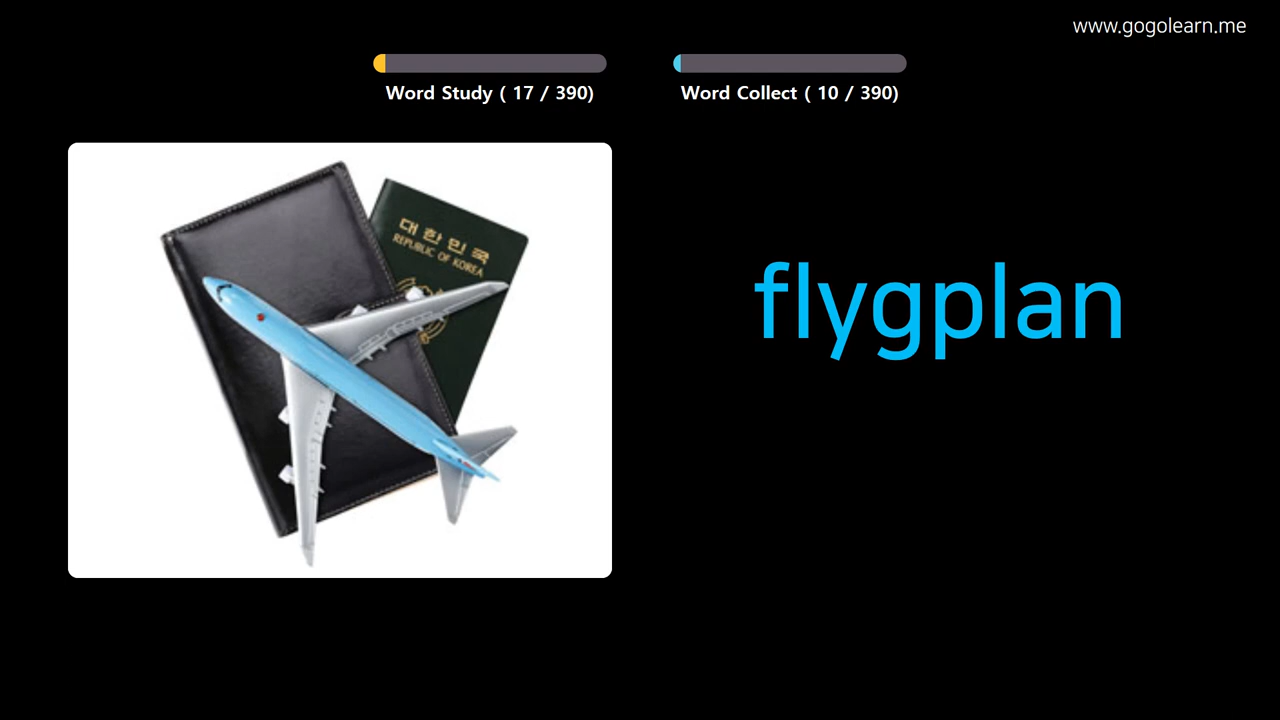 www.gogolearn.me
Word Study ( 17 / 390)
Word Collect ( 10 / 390)
대한민국
REPUBLIC OF KOREA
flygplan